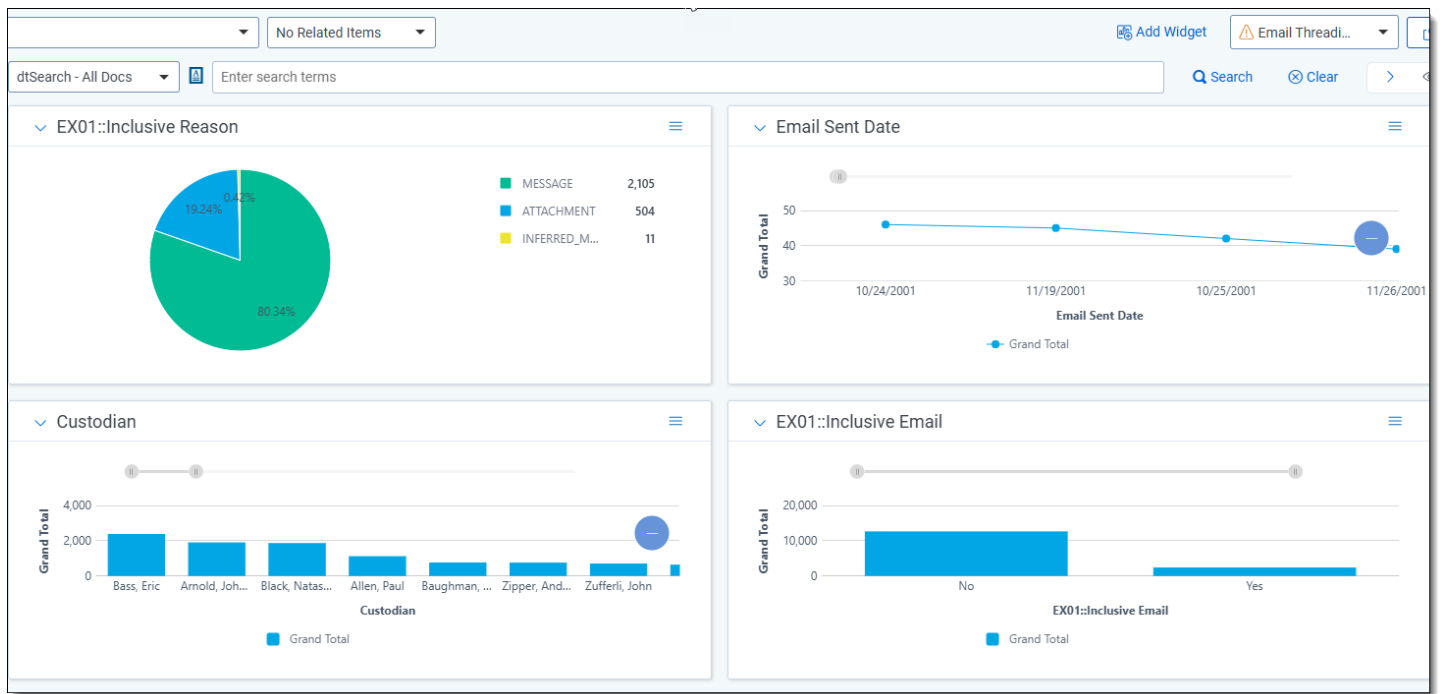 No Related Items
Add Widget
Email Threadi...
dtSearch - All Docs
Enter search terms
Search
Clear
EX01::Inclusive Reason
0.42%
19.24%
80.34%
MESSAGE 2,105
ATTACHMENT 504
INFERRED_M... 11
Email Sent Date
50
40
30
Grand Total
10/24/2001 11/19/2001 10/25/2001 11/26/2001
Email Sent Date
Grand Total
Custodian
4,000
2,000
0
Grand Total
Bass, Eric Arnold, Joh... Black, Natas... Allen, Paul Baughman, ... Zipper, And... Zufferli, John
Custodian
Grand Total
EX01::Inclusive Email
20,000
10,000
0
Grand Total
No Yes
EX01::Inclusive Email
Grand Total